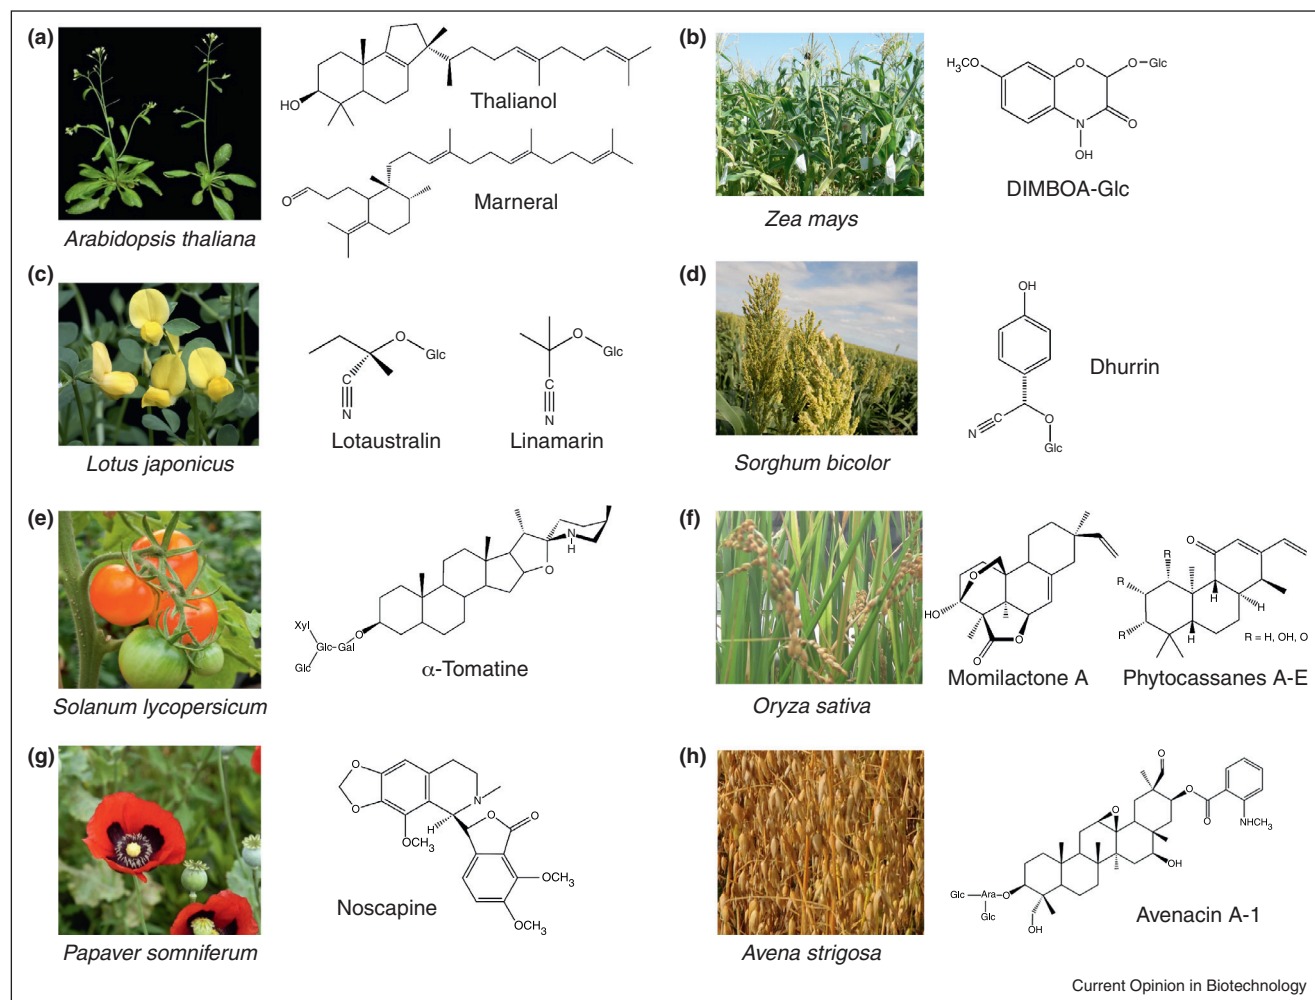 (a)
HO
Thalianol
O
Marneral
Arabidopsis thaliana
(b)
H3CO
O
O
Glc
N
O
OH
DIMBOA-Glc
Zea mays
(c)
O
Glc
C
N
Lotaustralin
O
Glc
C
N
Linamarin
Lotus japonicus
(d)
OH
C
N
O
Glc
Dhurrin
Sorghum bicolor
(e)
N
H
O
O
Xyl
Glc
Gal
Glc
α-Tomatine
Solanum lycopersicum
(f)
O
HO
O
O
Momilactone A
O
R
R
R
H
H
H
R = H, OH, O
Phytocassanes A-E
Oryza sativa
(g)
O
O
N
H
O
O
OCH3
OCH3
OCH3
Noscapine
Papaver somniferum
(h)
O
O
O
O
NHCH3
OH
Glc
Ara
O
Glc
OH
Avenacin A-1
Avena strigosa
Current Opinion in Biotechnology